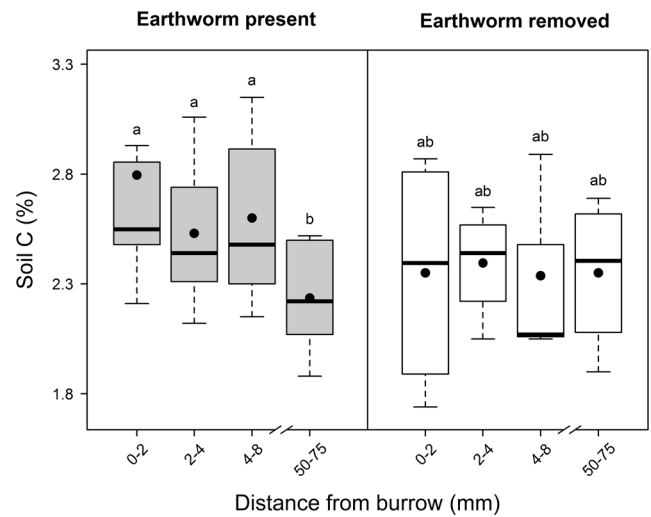 Earthworm present
Earthworm removed
3.3
2.8
2.3
1.8
Soil C (%)
a
a
a
b
ab
ab
ab
ab
0-2
2-4
4-8
50-75
0-2
2-4
4-8
50-75
Distance from burrow (mm)